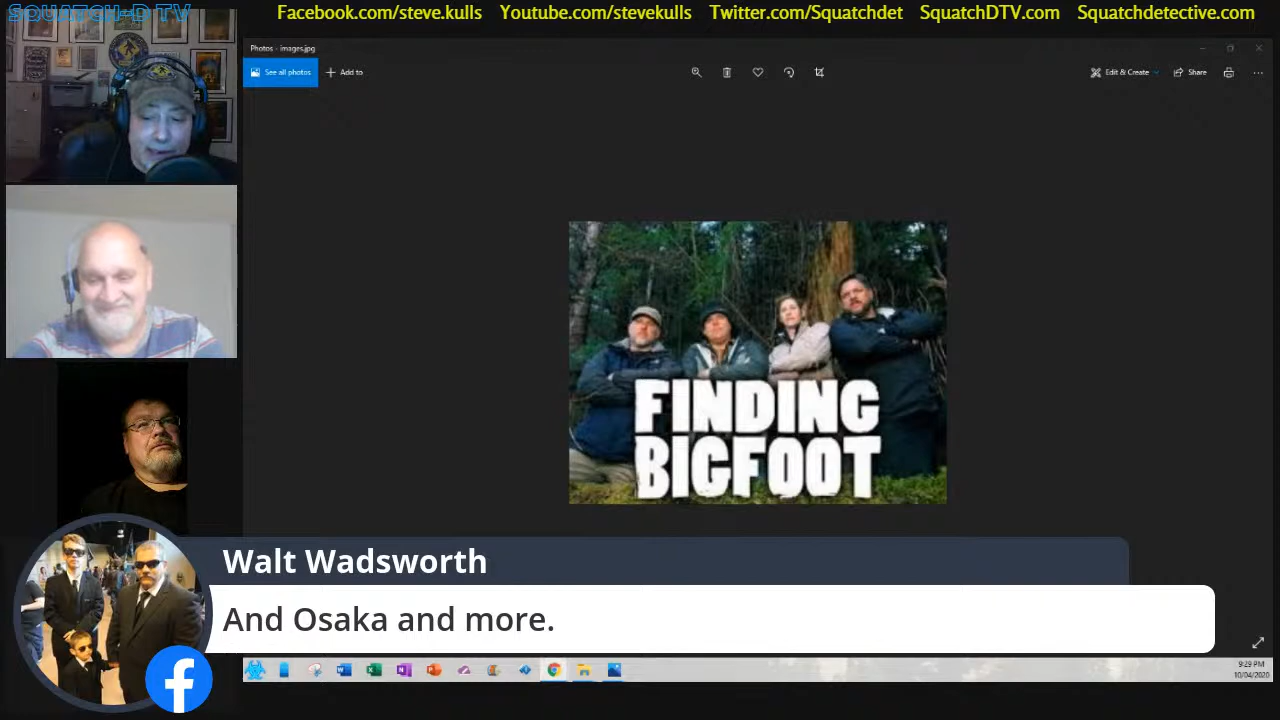 SQUATCH-D TV
Facebook.com/steve.kulls Youtube.com/stevekulls Twitter.com/Squatchdet SquatchDTV.com Squatchdetective.com
Photos - images.jpg
See all photos
Add to
Edit & Create
Share
FINDING
BIGFOOT
Walt Wadsworth
And Osaka and more.
9:29 PM
10/04/2020